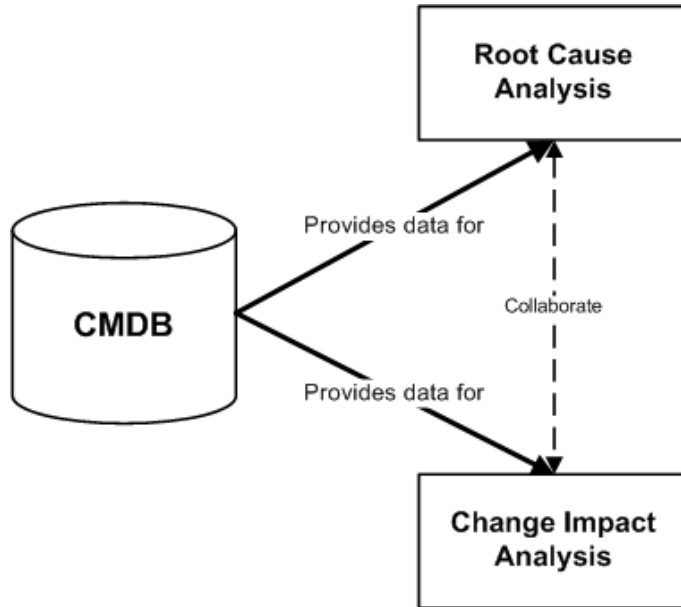 Root Cause
Analysis
Provides data for
CMDB
Collaborate
Provides data for
Change Impact
Analysis